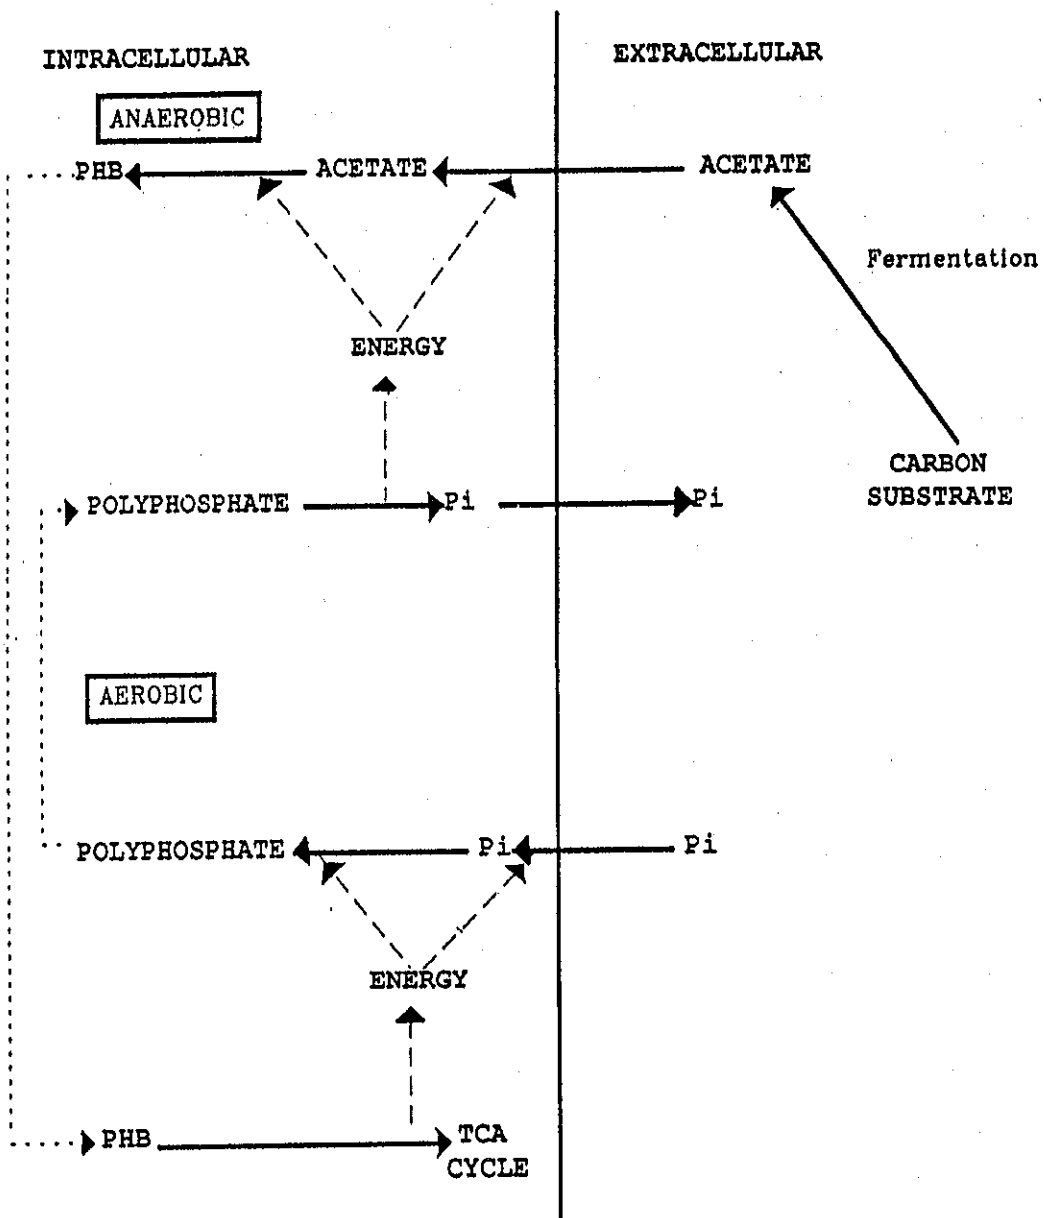 INTRACELLULAR
EXTRACELLULAR
ANAEROBIC
PHB
ACETATE
ACETATE
Fermentation
ENERGY
CARBON
SUBSTRATE
POLYPHOSPHATE
Pi
Pi
AEROBIC
POLYPHOSPHATE
Pi
Pi
ENERGY
PHB
TCA
CYCLE